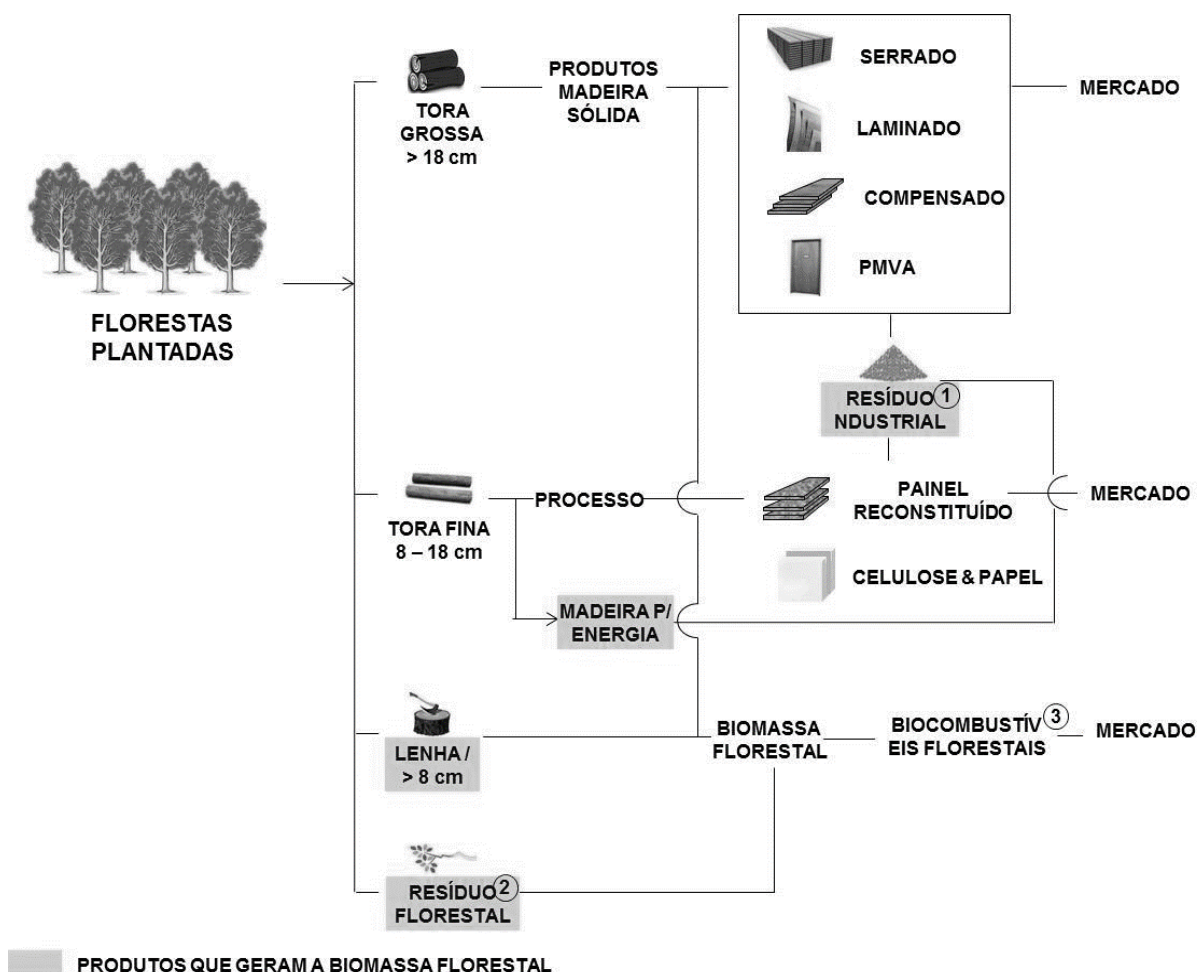 SERRADO
PRODUTOS
MADEIRA
SÓLIDA
MERCADO
TORA
GROSSA
> 18 cm
LAMINADO
COMPENSADO
PMVA
FLORESTAS
PLANTADAS
RESÍDUO 1
NDUSTRIAL
TORA FINA
8 – 18 cm
PROCESSO
PAINEL
RECONSTITUÍDO
MERCADO
CELULOSE & PAPEL
MADEIRA P/
ENERGIA
LENHA /
> 8 cm
BIOMASSA
FLORESTAL
BIOCOMBUSTÍV 3
EIS FLORESTAIS
MERCADO
RESÍDUO 2
FLORESTAL
PRODUTOS QUE GERAM A BIOMASSA FLORESTAL